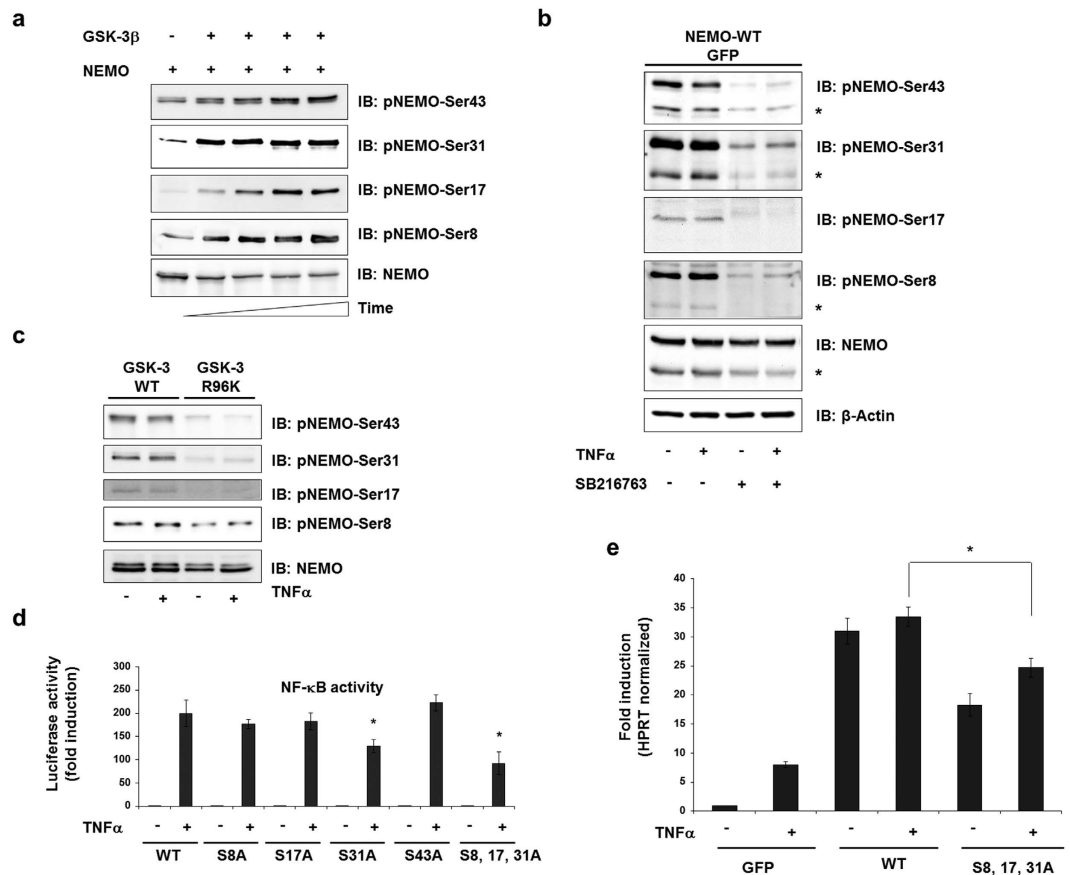 a
GSK-3β - + + + +
NEMO + + + + +
IB: pNEMO-Ser43
IB: pNEMO-Ser31
IB: pNEMO-Ser17
IB: pNEMO-Ser8
IB: NEMO
Time
b
NEMO-WT
GFP
IB: pNEMO-Ser43
*
IB: pNEMO-Ser31
*
IB: pNEMO-Ser17
IB: pNEMO-Ser8
*
IB: NEMO
*
IB: β-Actin
TNFα - + - +
SB216763 - - + +
c
GSK-3 GSK-3
WT R96K
IB: pNEMO-Ser43
IB: pNEMO-Ser31
IB: pNEMO-Ser17
IB: pNEMO-Ser8
IB: NEMO
- + - + TNFα
d
Luciferase activity
(fold induction)
NF-κB activity
300
250
200
150
100
50
0
* *
TNFα - + - + - + - + - + - +
WT S8A S17A S31A S43A S8, 17, 31A
e
Fold induction
(HPRT normalized)
*
40
35
30
25
20
15
10
5
0
TNFα - + - + - +
GFP WT S8, 17, 31A